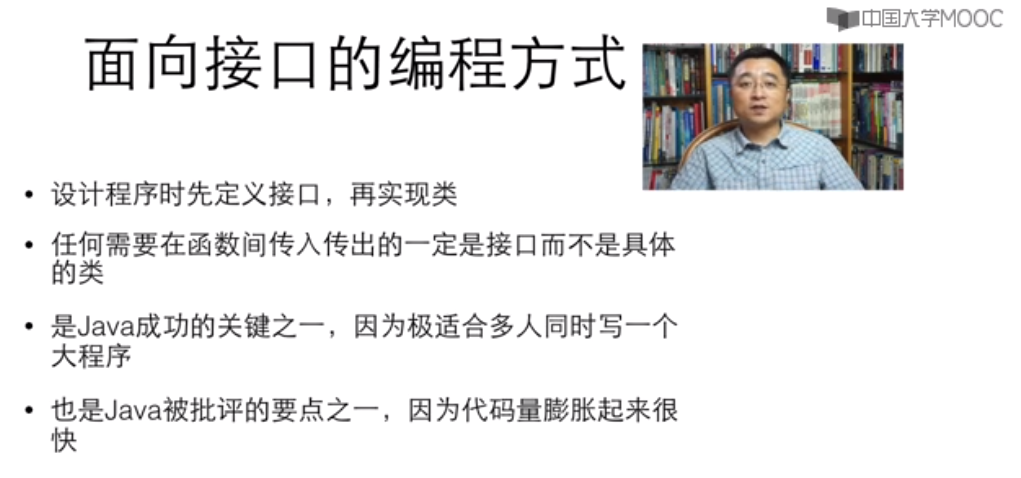 中国大学MOOC
面向接口的编程方式
• 设计程序时先定义接口，再实现类
• 任何需要在函数间传入传出的一定是接口而不是具体
的类
• 是Java成功的关键之一，因为极适合多人同时写一个
大程序
• 也是Java被批评的要点之一，因为代码量膨胀起来很
快